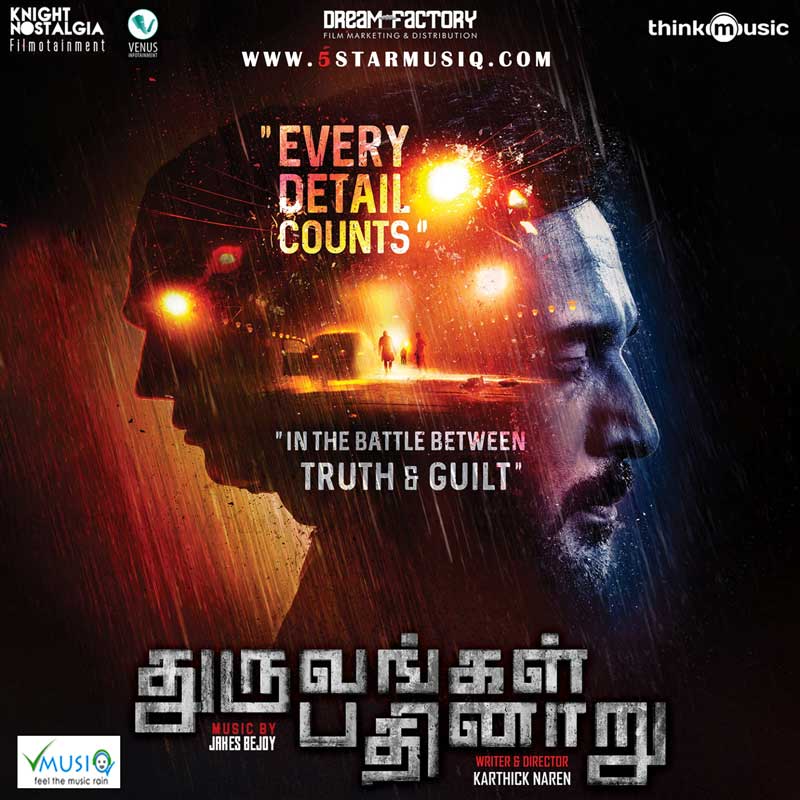 KNIGHT
NOSTALGIA
Filmotainment
VENUS
INFOTAINMENT
DREAM FACTORY
FILM MARKETING & DISTRIBUTION
thinkmusic
WWW.5STARMUSIQ.COM
"EVERY
DETAIL
COUNTS"
"IN THE BATTLE BETWEEN
TRUTH & GUILT"
துருவங்கள்
பதினாறு
MUSIC BY
JAKES BEJOY
WRITER & DIRECTOR
KARTHICK NAREN
VMUSIQ
feel the music rain